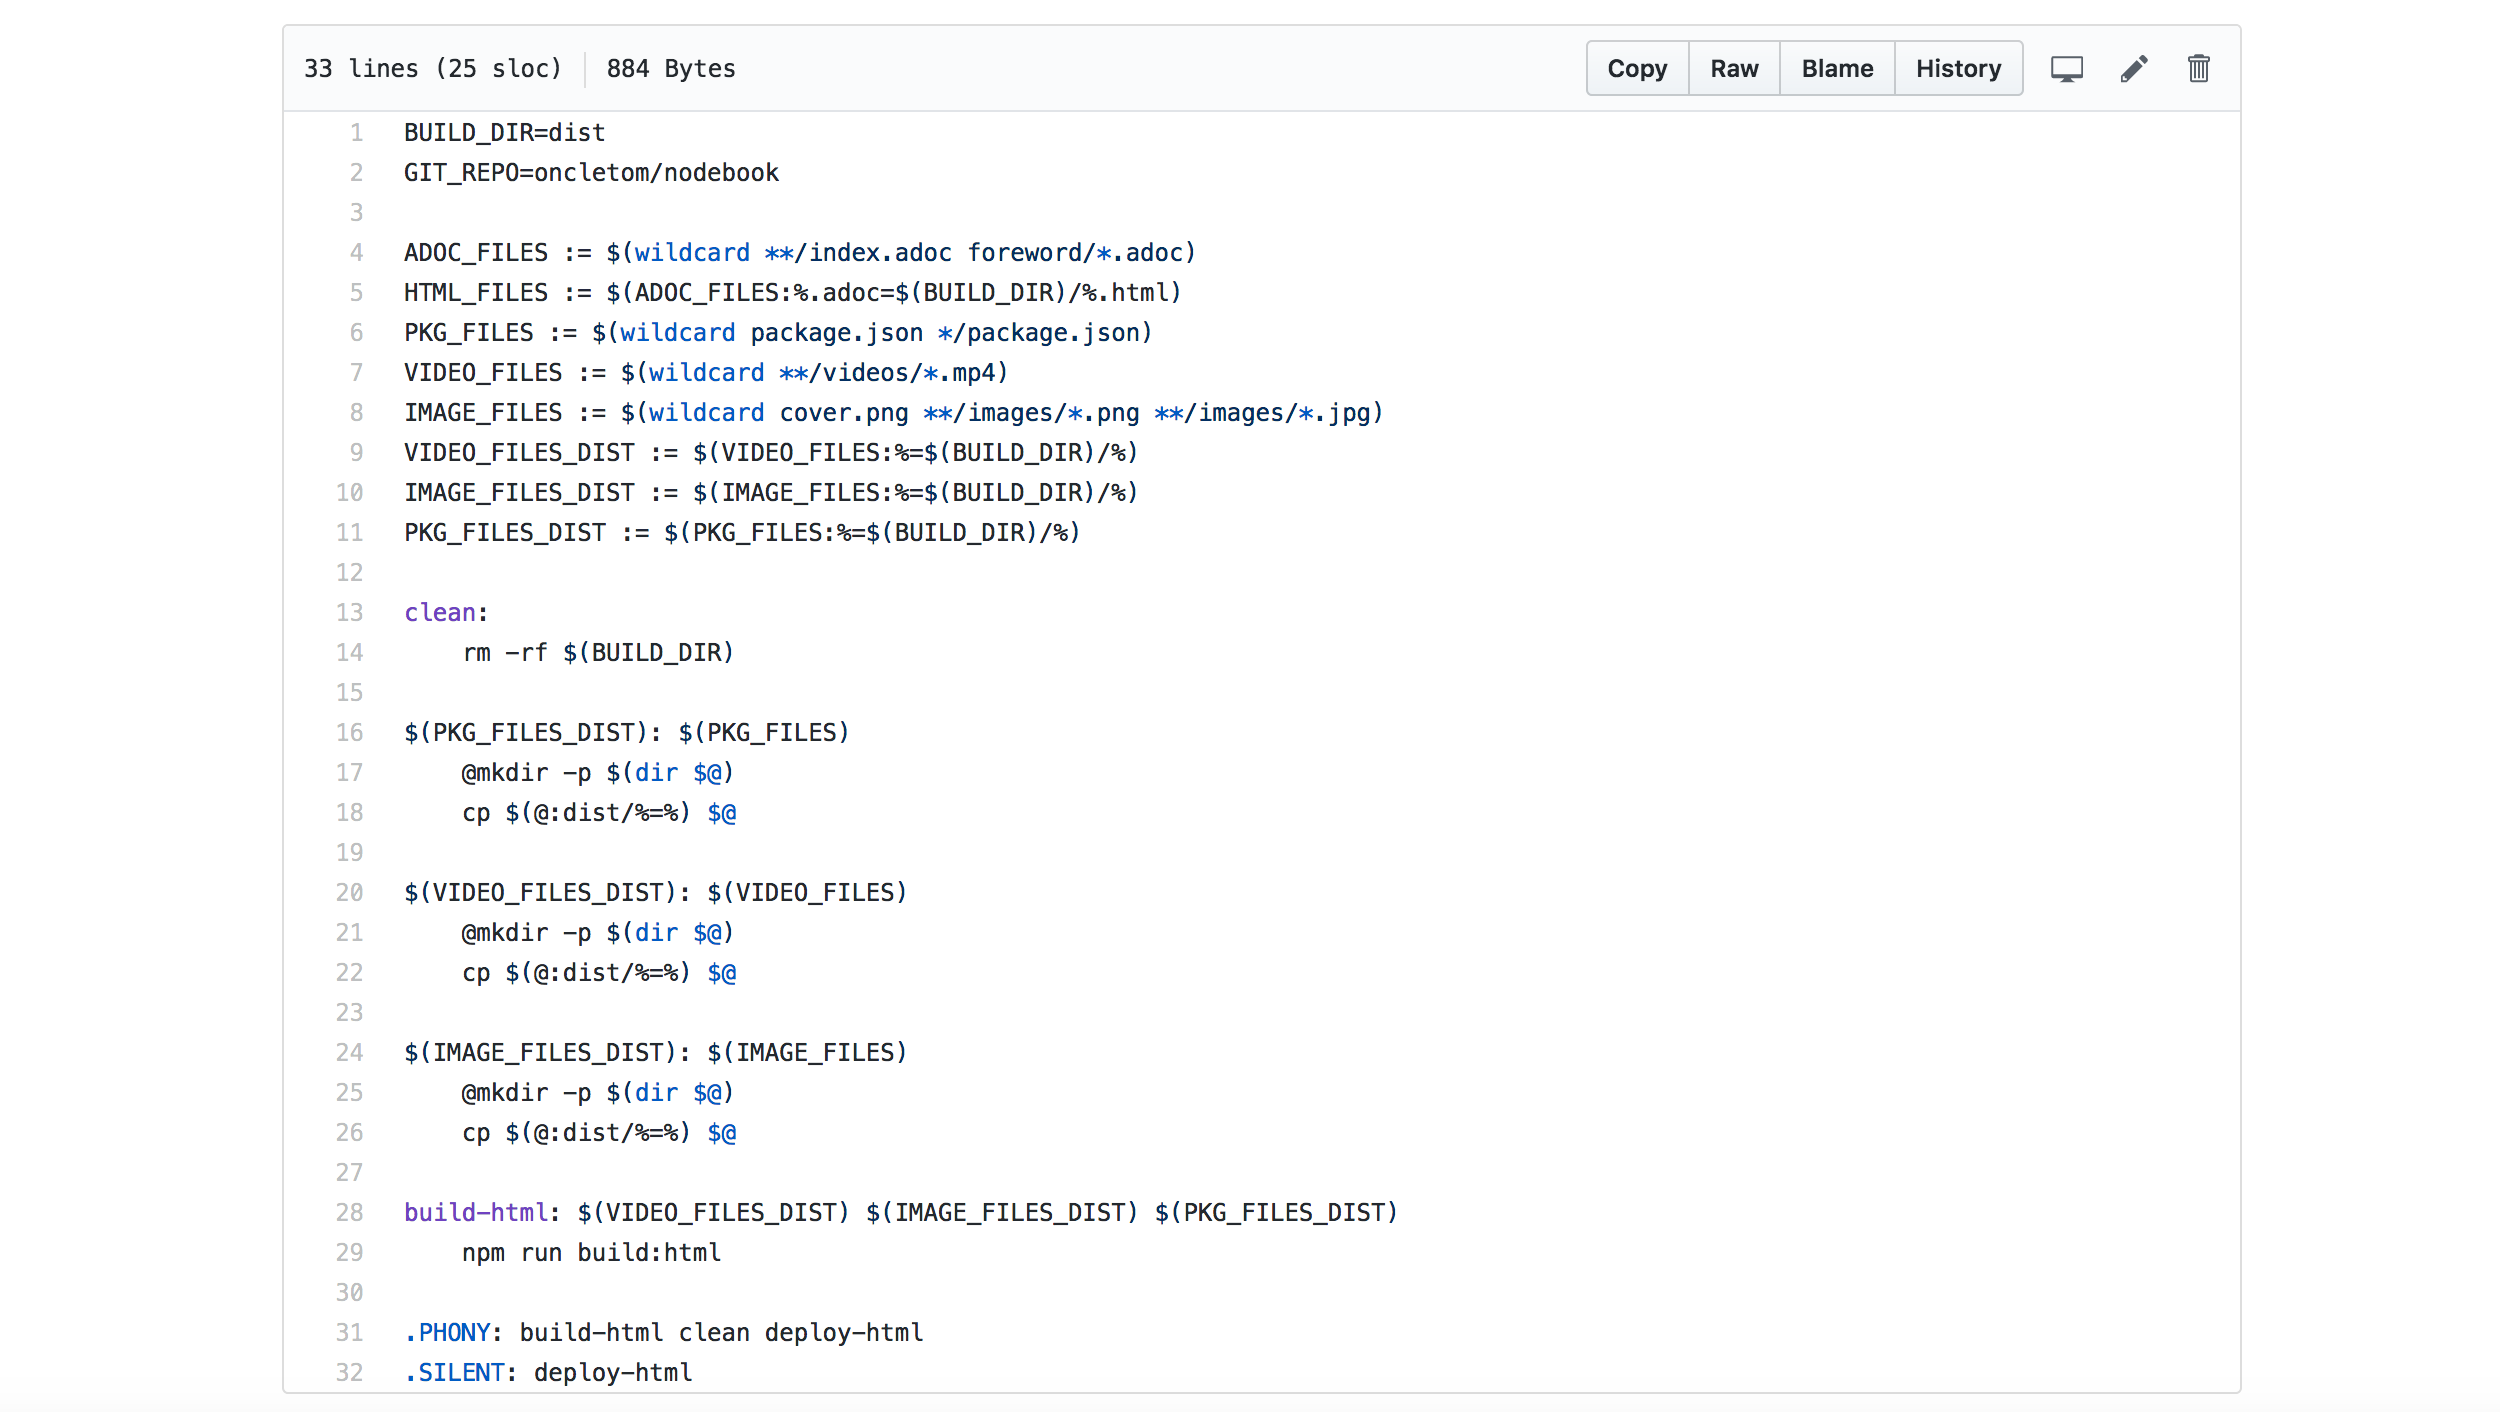 33 lines (25 sloc) 884 Bytes Copy Raw Blame History
1 BUILD_DIR=dist
2 GIT_REPO=oncletom/nodebook
3
4 ADOC_FILES := $(wildcard **/index.adoc foreword/*.adoc)
5 HTML_FILES := $(ADOC_FILES:%.adoc=$(BUILD_DIR)/%.html)
6 PKG_FILES := $(wildcard package.json */package.json)
7 VIDEO_FILES := $(wildcard **/videos/*.mp4)
8 IMAGE_FILES := $(wildcard cover.png **/images/*.png **/images/*.jpg)
9 VIDEO_FILES_DIST := $(VIDEO_FILES:%=$(BUILD_DIR)/%)
10 IMAGE_FILES_DIST := $(IMAGE_FILES:%=$(BUILD_DIR)/%)
11 PKG_FILES_DIST := $(PKG_FILES:%=$(BUILD_DIR)/%)
12
13 clean:
14     rm -rf $(BUILD_DIR)
15
16 $(PKG_FILES_DIST): $(PKG_FILES)
17     @mkdir -p $(dir $@)
18     cp $(@:dist/%=%) $@
19
20 $(VIDEO_FILES_DIST): $(VIDEO_FILES)
21     @mkdir -p $(dir $@)
22     cp $(@:dist/%=%) $@
23
24 $(IMAGE_FILES_DIST): $(IMAGE_FILES)
25     @mkdir -p $(dir $@)
26     cp $(@:dist/%=%) $@
27
28 build-html: $(VIDEO_FILES_DIST) $(IMAGE_FILES_DIST) $(PKG_FILES_DIST)
29     npm run build:html
30
31 .PHONY: build-html clean deploy-html
32 .SILENT: deploy-html